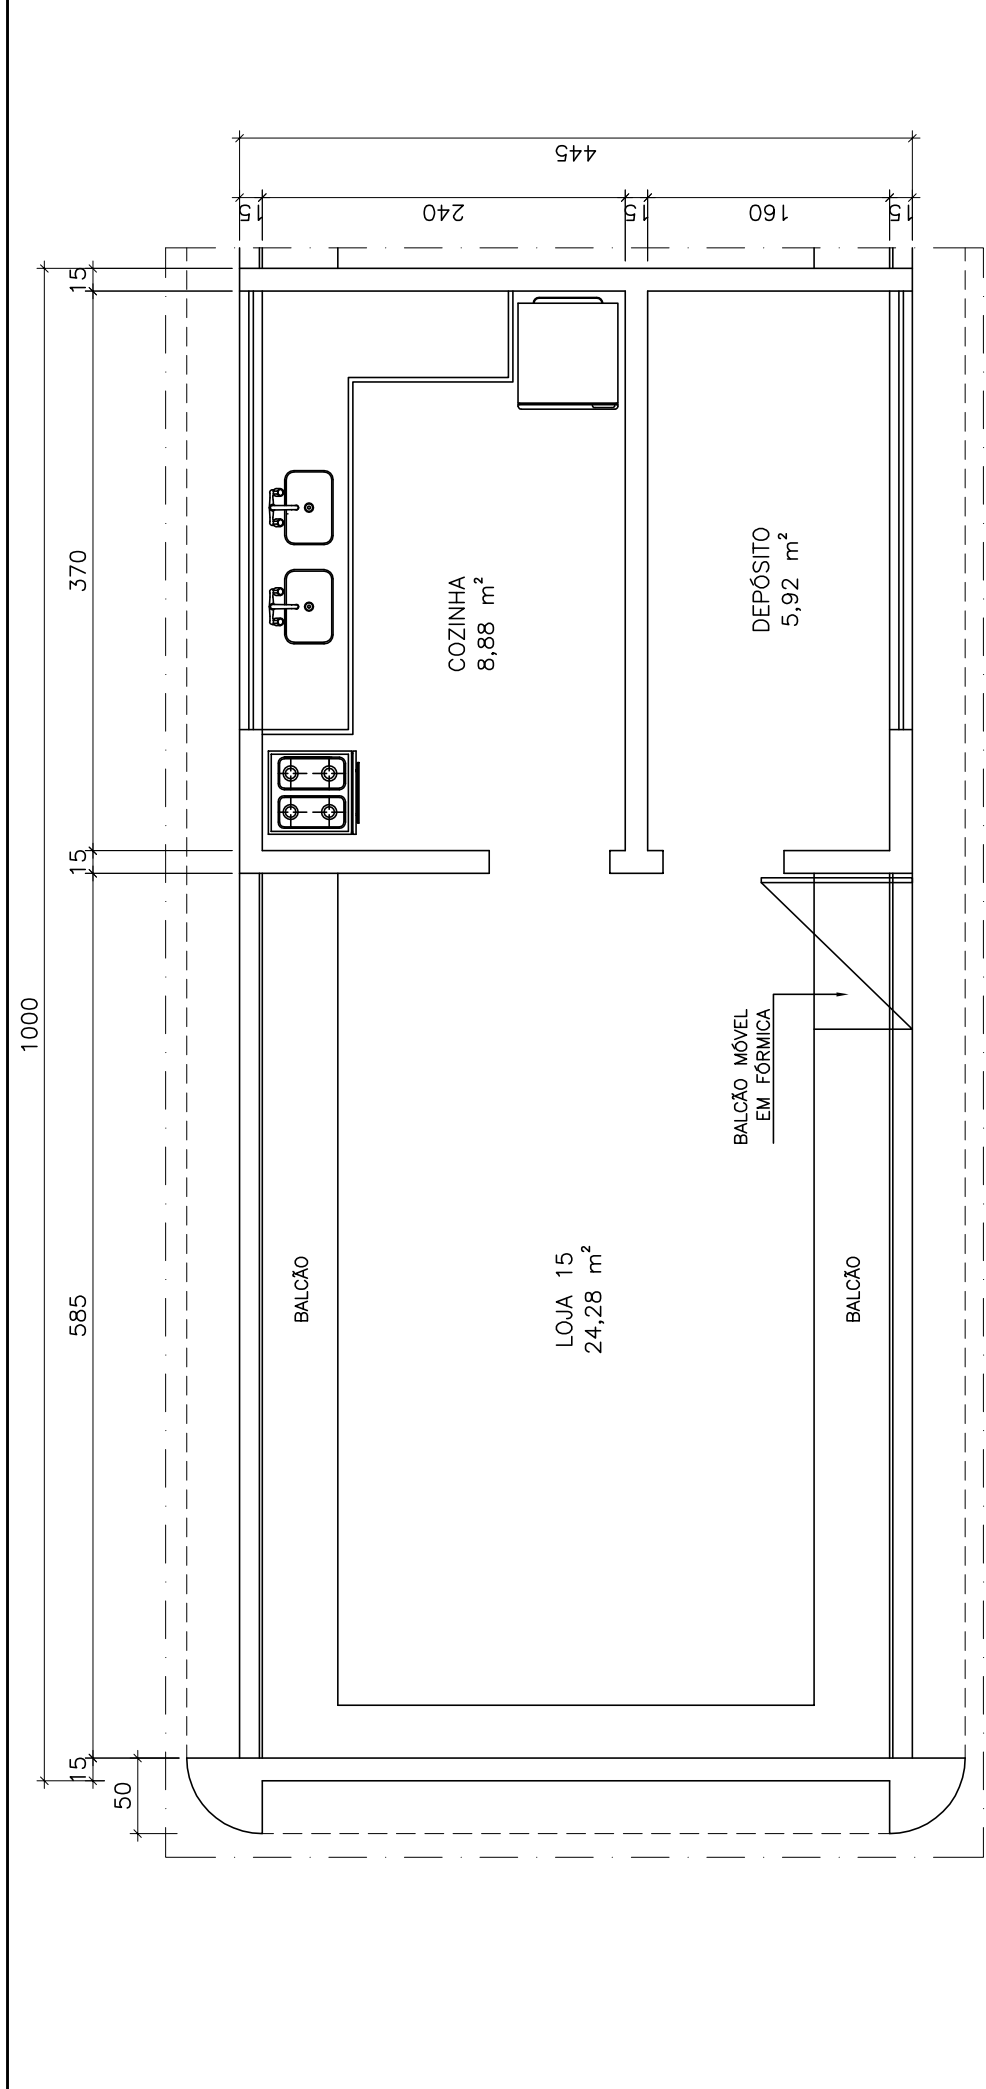 1000
15
370
15
585
15
50
445
15
240
15
160
15
COZINHA
8,88 m²
DEPÓSITO
5,92 m²
BALCÃO
LOJA 15
24,28 m²
BALCÃO MÓVEL
EM FÓRMICA
BALCÃO